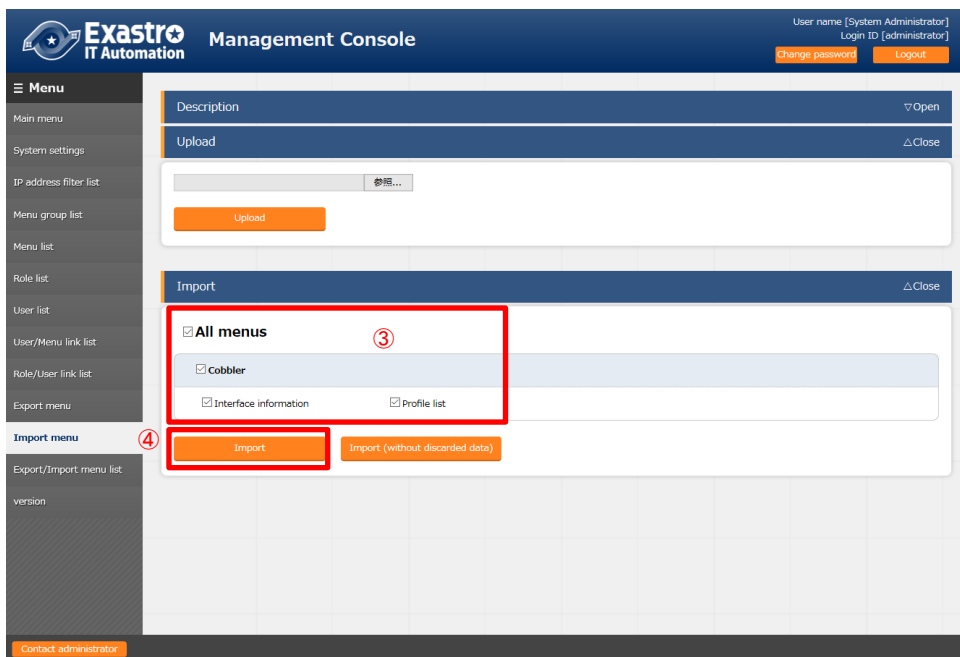 Exastro
IT Automation
Management Console
User name [System Administrator]
Login ID [administrator]
Change password
Logout
☰ Menu
Main menu
System settings
IP address filter list
Menu group list
Menu list
Role list
User list
User/Menu link list
Role/User link list
Export menu
Import menu
Export/Import menu list
version
Description
▽Open
Upload
△Close
参照...
Upload
Import
△Close
All menus
③
Cobbler
Interface information
Profile list
④
Import
Import (without discarded data)
Contact administrator